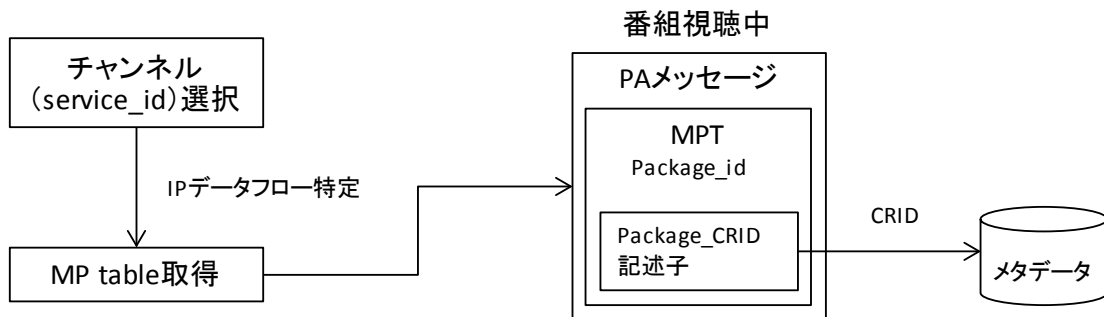 番組視聴中
チャンネル
（service_id）選択
IPデータフロー特定
MP table取得
PAメッセージ
MPT
Package_id
Package_CRID
記述子
CRID
メタデータ